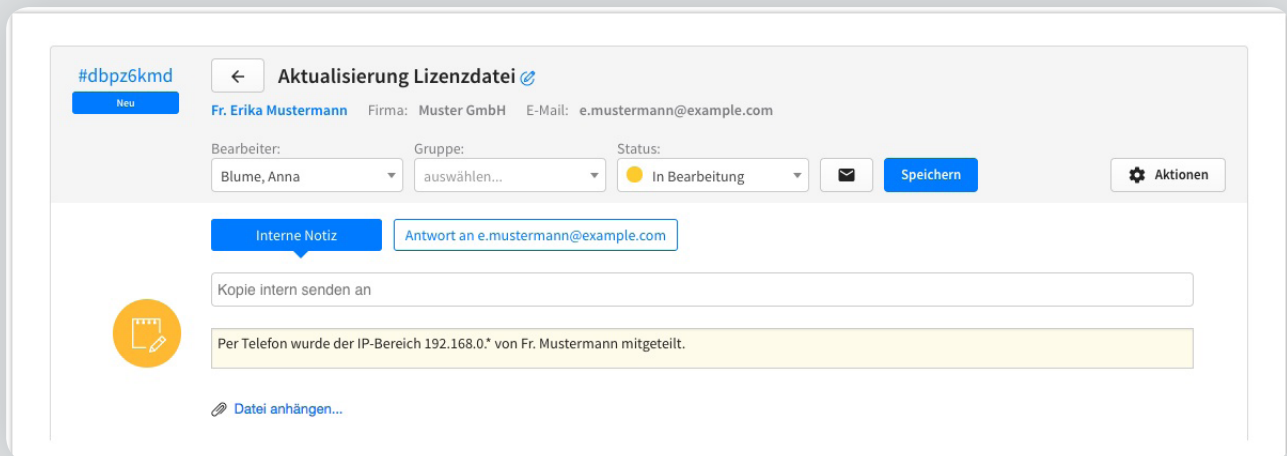 #dbpz6kmd
Neu
Aktualisierung Lizenzdatei
Fr. Erika Mustermann Firma: Muster GmbH E-Mail: e.mustermann@example.com
Bearbeiter: Gruppe: Status:
Blume, Anna auswählen... In Bearbeitung Speichern Aktionen
Interne Notiz Antwort an e.mustermann@example.com
Kopie intern senden an
Per Telefon wurde der IP-Bereich 192.168.0.* von Fr. Mustermann mitgeteilt.
Datei anhängen...